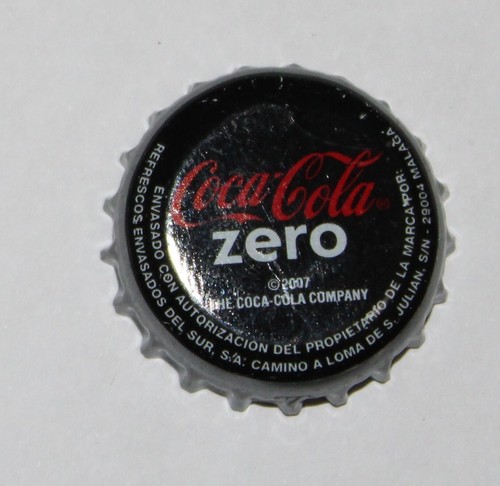 Coca-Cola ®
zero
© 2007
THE COCA-COLA COMPANY
ENVASADO CON AUTORIZACIÓN DEL PROPIETARIO DE LA MARCA POR:
REFRESCOS ENVASADOS DEL SUR, S.A. CAMINO A LOMA DE S. JULIAN, S/N - 29004 MALAGA